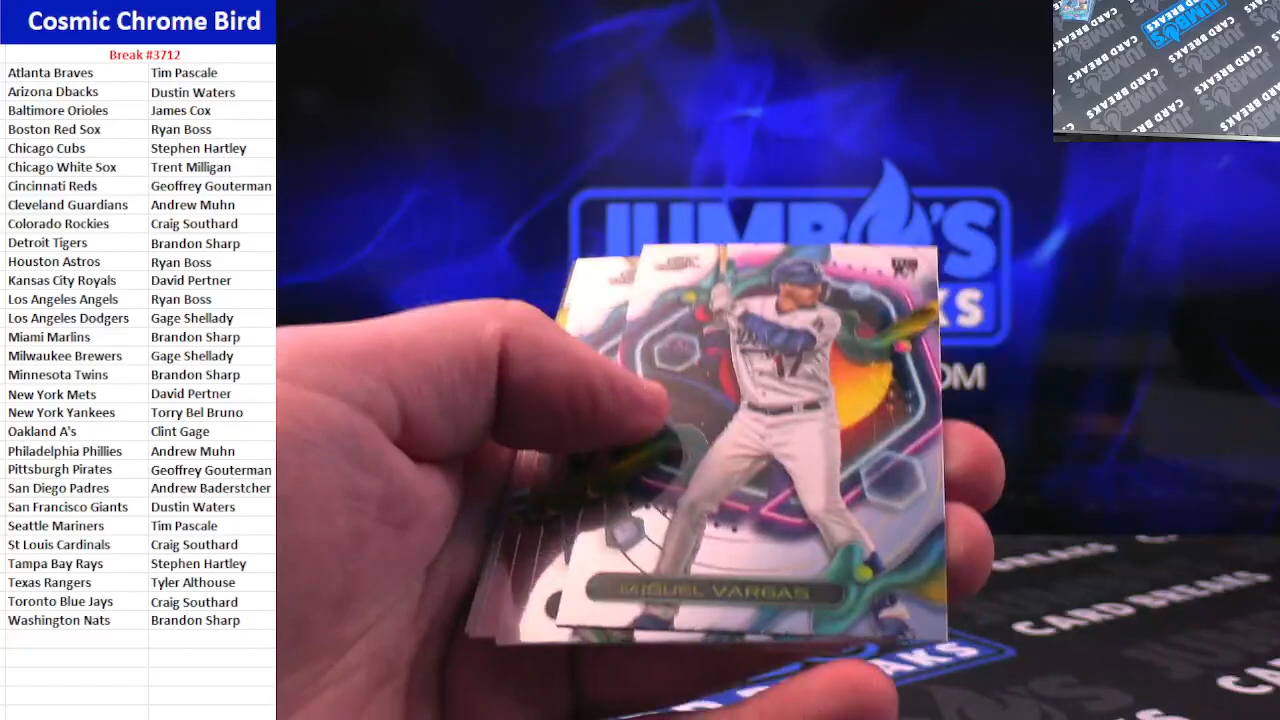 Cosmic Chrome Bird
Break #3712
Atlanta Braves Tim Pascale
Arizona Dbacks Dustin Waters
Baltimore Orioles James Cox
Boston Red Sox Ryan Boss
Chicago Cubs Stephen Hartley
Chicago White Sox Trent Milligan
Cincinnati Reds Geoffrey Gouterman
Cleveland Guardians Andrew Muhn
Colorado Rockies Craig Southard
Detroit Tigers Brandon Sharp
Houston Astros Ryan Boss
Kansas City Royals David Pertner
Los Angeles Angels Ryan Boss
Los Angeles Dodgers Gage Shellady
Miami Marlins Brandon Sharp
Milwaukee Brewers Gage Shellady
Minnesota Twins Brandon Sharp
New York Mets David Pertner
New York Yankees Torry Bel Bruno
Oakland A's Clint Gage
Philadelphia Phillies Andrew Muhn
Pittsburgh Pirates Geoffrey Gouterman
San Diego Padres Andrew Baderstcher
San Francisco Giants Dustin Waters
Seattle Mariners Tim Pascale
St Louis Cardinals Craig Southard
Tampa Bay Rays Stephen Hartley
Texas Rangers Tyler Althouse
Toronto Blue Jays Craig Southard
Washington Nats Brandon Sharp
JUMBO'S
CARD BREAKS
CARD BREAKS
JUMBO'S
17
MIGUEL VARGAS
CARD BREAKS